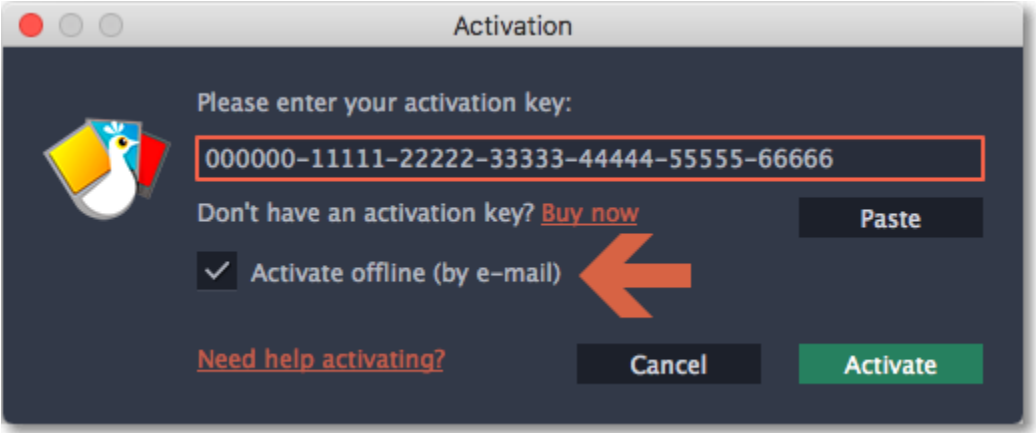 Activation
Please enter your activation key:
000000-11111-22222-33333-44444-55555-66666
Don't have an activation key? Buy now
Paste
Activate offline (by e-mail)
Need help activating?
Cancel
Activate